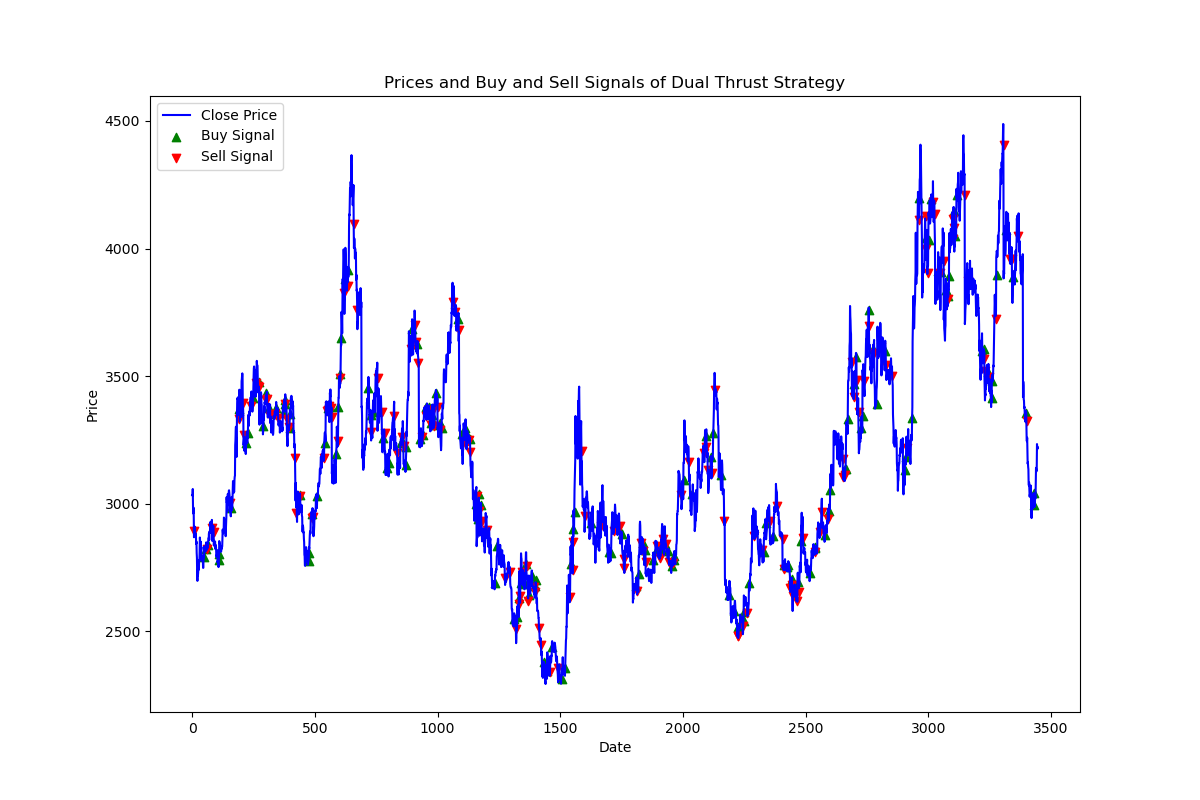 Prices and Buy and Sell Signals of Dual Thrust Strategy
Close Price
Buy Signal
Sell Signal
Price
4500
4000
3500
3000
2500
0 500 1000 1500 2000 2500 3000 3500
Date